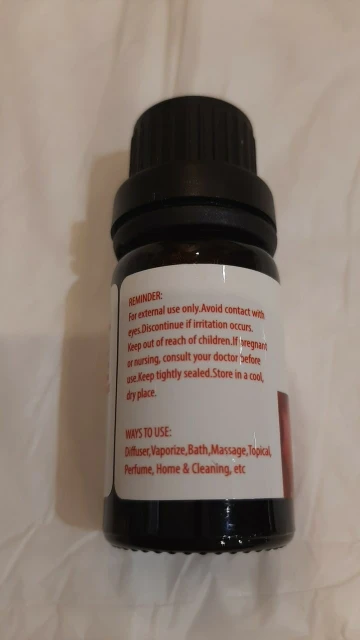 REMINDER:
For external use only.Avoid contact with
eyes.Discontinue if irritation occurs.
Keep out of reach of children.If pregnant
or nursing, consult your doctor before
use.Keep tightly sealed.Store in a cool,
dry place.
WAYS TO USE:
Diffuser,Vaporize,Bath,Massage,Topical,
Perfume, Home & Cleaning, etc